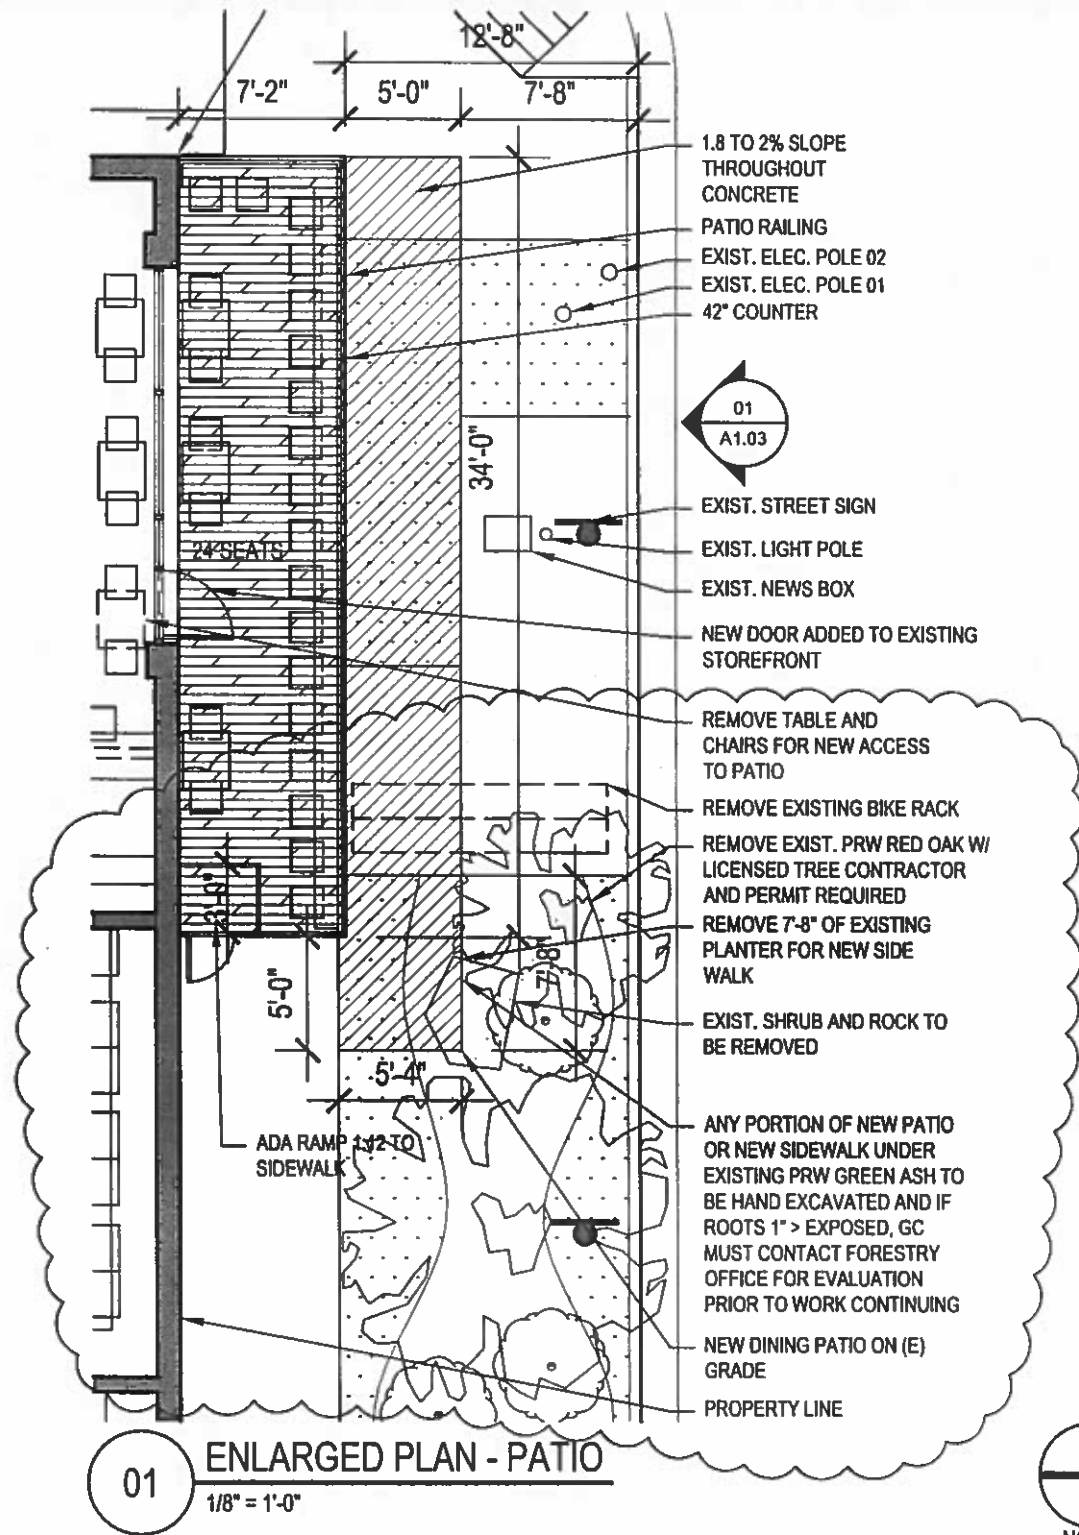 12'-8"
7'-2"
5'-0"
7'-8"
1.8 TO 2% SLOPE
THROUGHOUT
CONCRETE
PATIO RAILING
EXIST. ELEC. POLE 02
EXIST. ELEC. POLE 01
42" COUNTER
01
A1.03
34'-0"
EXIST. STREET SIGN
EXIST. LIGHT POLE
24 SEATS
EXIST. NEWS BOX
NEW DOOR ADDED TO EXISTING
STOREFRONT
REMOVE TABLE AND
CHAIRS FOR NEW ACCESS
TO PATIO
REMOVE EXISTING BIKE RACK
REMOVE EXIST. PRW RED OAK W/
LICENSED TREE CONTRACTOR
AND PERMIT REQUIRED
REMOVE 7'-8" OF EXISTING
PLANTER FOR NEW SIDE
WALK
7'-8"
5'-0"
EXIST. SHRUB AND ROCK TO
BE REMOVED
5'-4"
ANY PORTION OF NEW PATIO
OR NEW SIDEWALK UNDER
EXISTING PRW GREEN ASH TO
BE HAND EXCAVATED AND IF
ROOTS 1" > EXPOSED, GC
MUST CONTACT FORESTRY
OFFICE FOR EVALUATION
PRIOR TO WORK CONTINUING
ADA RAMP 1:12 TO
SIDEWALK
NEW DINING PATIO ON (E)
GRADE
PROPERTY LINE
01
ENLARGED PLAN - PATIO
1/8" = 1'-0"